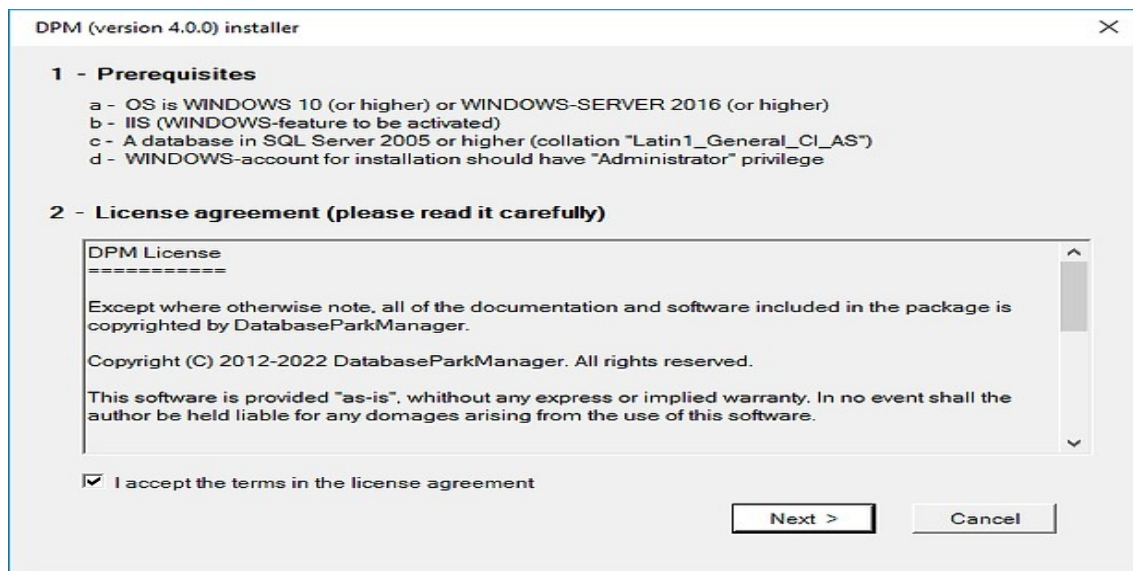 DPM (version 4.0.0) installer
1 - Prerequisites
a - OS is WINDOWS 10 (or higher) or WINDOWS-SERVER 2016 (or higher)
b - IIS (WINDOWS-feature to be activated)
c - A database in SQL Server 2005 or higher (collation "Latin1_General_CI_AS")
d - WINDOWS-account for installation should have "Administrator" privilege
2 - License agreement (please read it carefully)
DPM License
===========
Except where otherwise note, all of the documentation and software included in the package is
copyrighted by DatabaseParkManager.
Copyright (C) 2012-2022 DatabaseParkManager. All rights reserved.
This software is provided "as-is", whithout any express or implied warranty. In no event shall the
author be held liable for any domages arising from the use of this software.
I accept the terms in the license agreement
Next >
Cancel